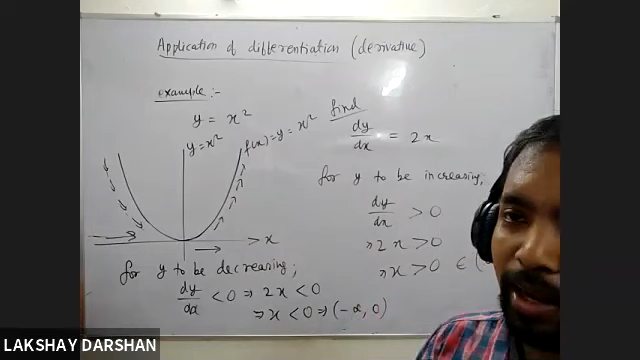 Application of differentiation (derivative)
example:-
y = x²
y = x²
f(x) = y = x²
find
dy/dx = 2x
for y to be increasing,
dy/dx > 0
⇒ 2x > 0
⇒ x > 0 ∈ (
> x
for y to be decreasing;
dy/dx < 0 ⇒ 2x < 0
⇒ x < 0 ⇒ (-∞, 0)
LAKSHAY DARSHAN